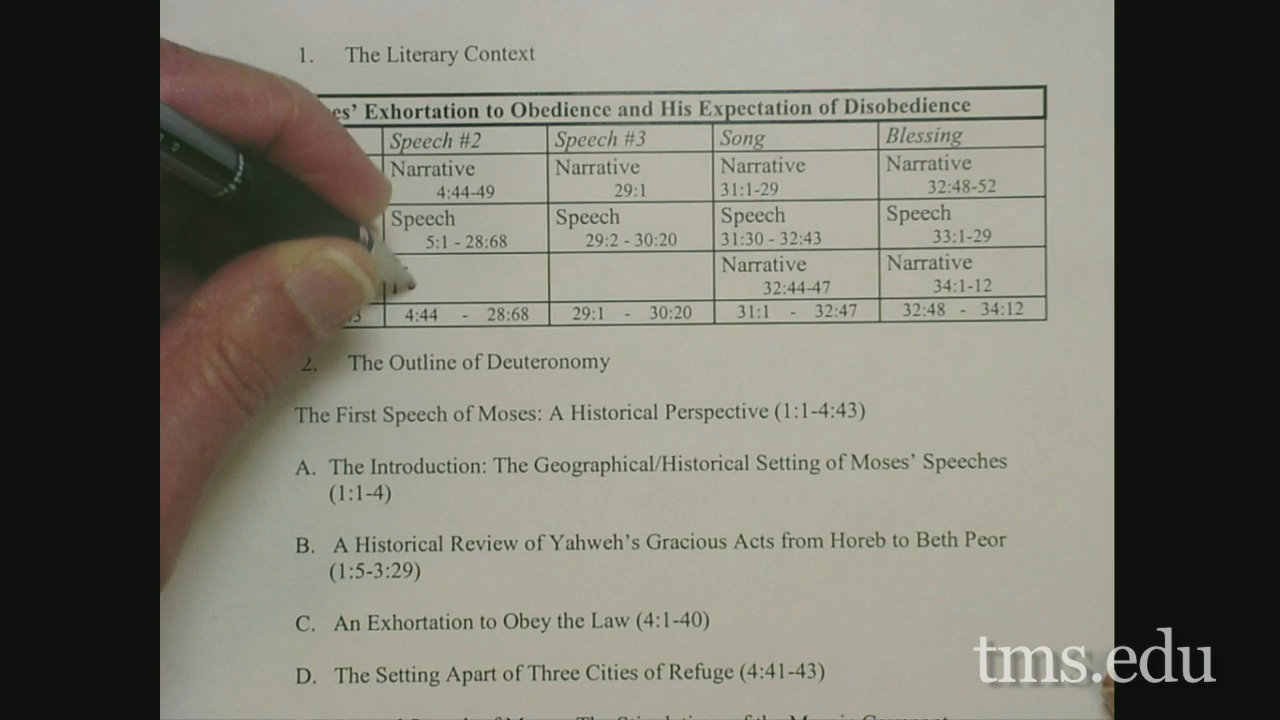 1. The Literary Context
es' Exhortation to Obedience and His Expectation of Disobedience
Speech #2 Speech #3 Song Blessing
Narrative Narrative Narrative Narrative
4:44-49 29:1 31:1-29 32:48-52
Speech Speech Speech Speech
5:1 - 28:68 29:2 - 30:20 31:30 - 32:43 33:1-29
Narrative Narrative
32:44-47 34:1-12
4:44 - 28:68 29:1 - 30:20 31:1 - 32:47 32:48 - 34:12
2. The Outline of Deuteronomy
The First Speech of Moses: A Historical Perspective (1:1-4:43)
A. The Introduction: The Geographical/Historical Setting of Moses' Speeches
(1:1-4)
B. A Historical Review of Yahweh's Gracious Acts from Horeb to Beth Peor
(1:5-3:29)
C. An Exhortation to Obey the Law (4:1-40)
D. The Setting Apart of Three Cities of Refuge (4:41-43)
tms.edu